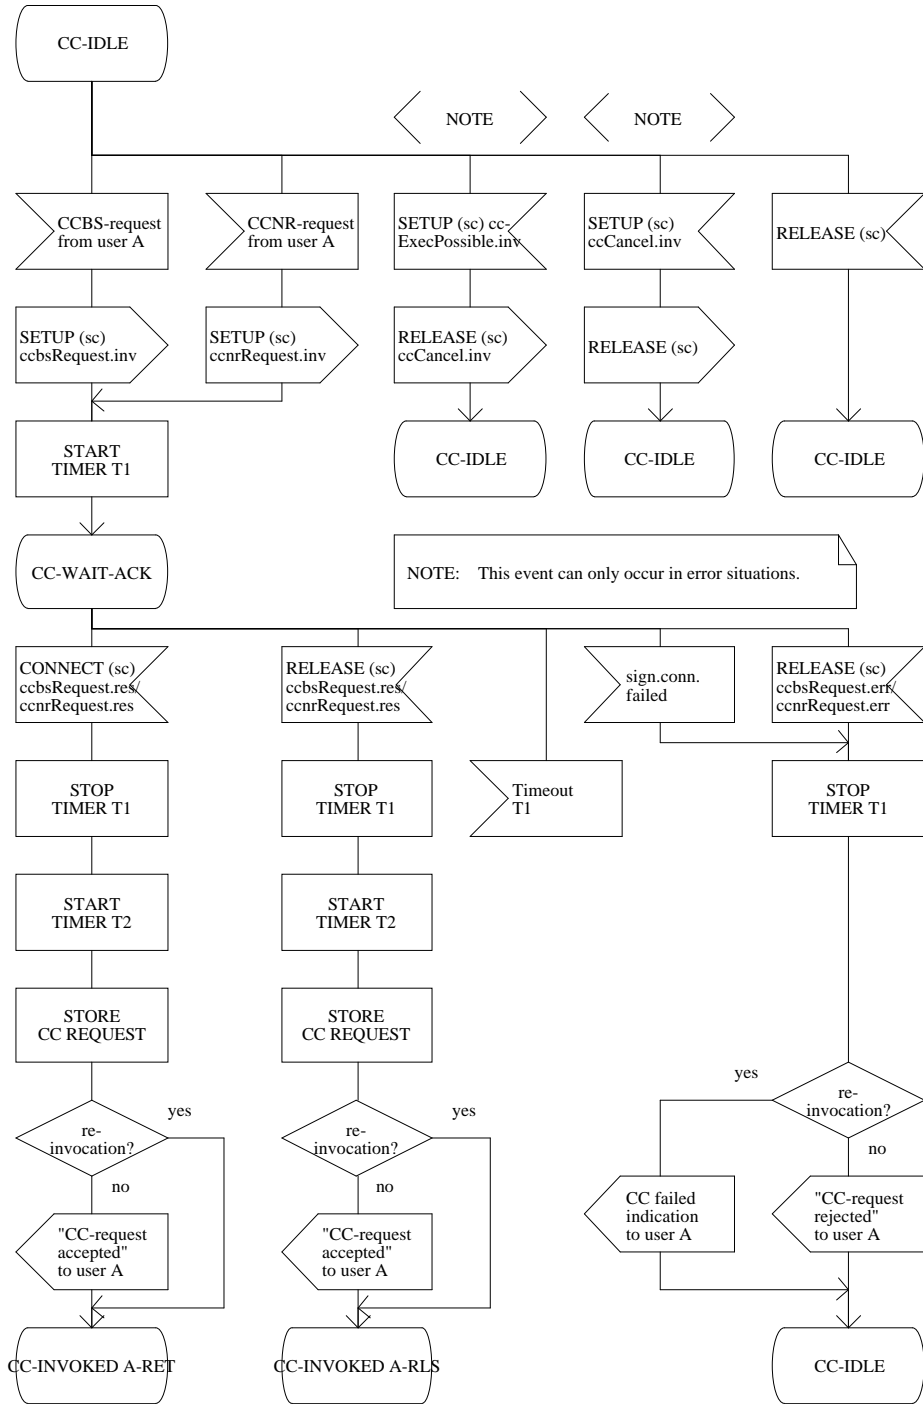 CC-IDLE
NOTE
NOTE
CCBS-request
from user A
CCNR-request
from user A
SETUP (sc) cc-
ExecPossible.inv
SETUP (sc)
ccCancel.inv
RELEASE (sc)
SETUP (sc)
ccbsRequest.inv
SETUP (sc)
ccnrRequest.inv
RELEASE (sc)
ccCancel.inv
RELEASE (sc)
START
TIMER T1
CC-IDLE
CC-IDLE
CC-IDLE
CC-WAIT-ACK
NOTE: This event can only occur in error situations.
CONNECT (sc)
ccbsRequest.res/
ccnrRequest.res
RELEASE (sc)
ccbsRequest.res/
ccnrRequest.res
sign.conn.
failed
RELEASE (sc)
ccbsRequest.err/
ccnrRequest.err
STOP
TIMER T1
STOP
TIMER T1
Timeout
T1
STOP
TIMER T1
START
TIMER T2
START
TIMER T2
STORE
CC REQUEST
STORE
CC REQUEST
re-
invocation?
yes
no
re-
invocation?
yes
no
yes
re-
invocation?
no
"CC-request
accepted"
to user A
"CC-request
accepted"
to user A
CC failed
indication
to user A
"CC-request
rejected"
to user A
CC-INVOKED A-RET
CC-INVOKED A-RLS
CC-IDLE